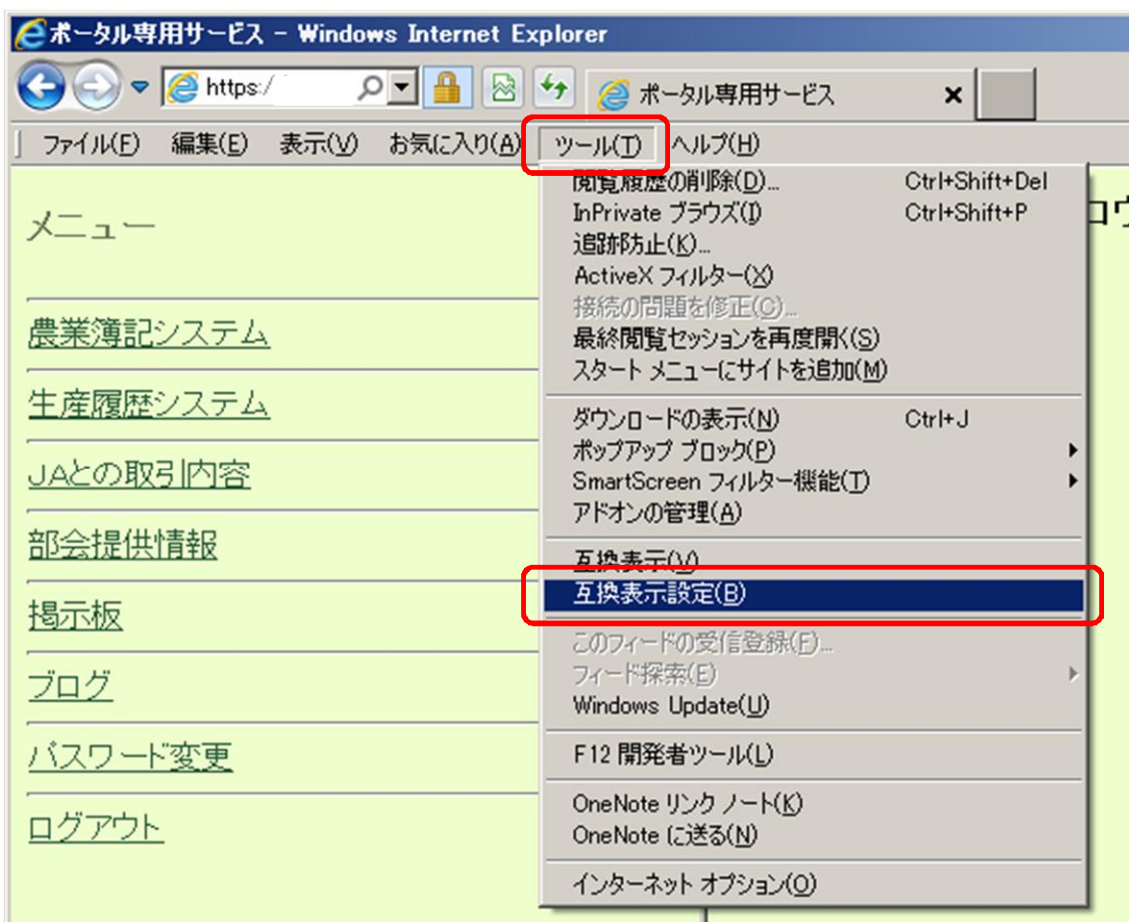 ポータル専用サービス - Windows Internet Explorer
https:/
ポータル専用サービス
ファイル(F) 編集(E) 表示(V) お気に入り(A) ツール(T) ヘルプ(H)
メニュー
農業簿記システム
生産履歴システム
JAとの取引内容
部会提供情報
掲示板
ブログ
パスワード変更
ログアウト
閲覧履歴の削除(D)... Ctrl+Shift+Del
InPrivate ブラウズ(I) Ctrl+Shift+P
追跡防止(K)...
ActiveX フィルター(X)
接続の問題を修正(C)...
最終閲覧セッションを再度開く(S)
スタート メニューにサイトを追加(M)
ダウンロードの表示(N) Ctrl+J
ポップアップ ブロック(P)
SmartScreen フィルター機能(T)
アドオンの管理(A)
互換表示(V)
互換表示設定(B)
このフィードの受信登録(F)...
フィード探索(E)
Windows Update(U)
F12 開発者ツール(L)
OneNote リンク ノート(K)
OneNote に送る(N)
インターネット オプション(O)